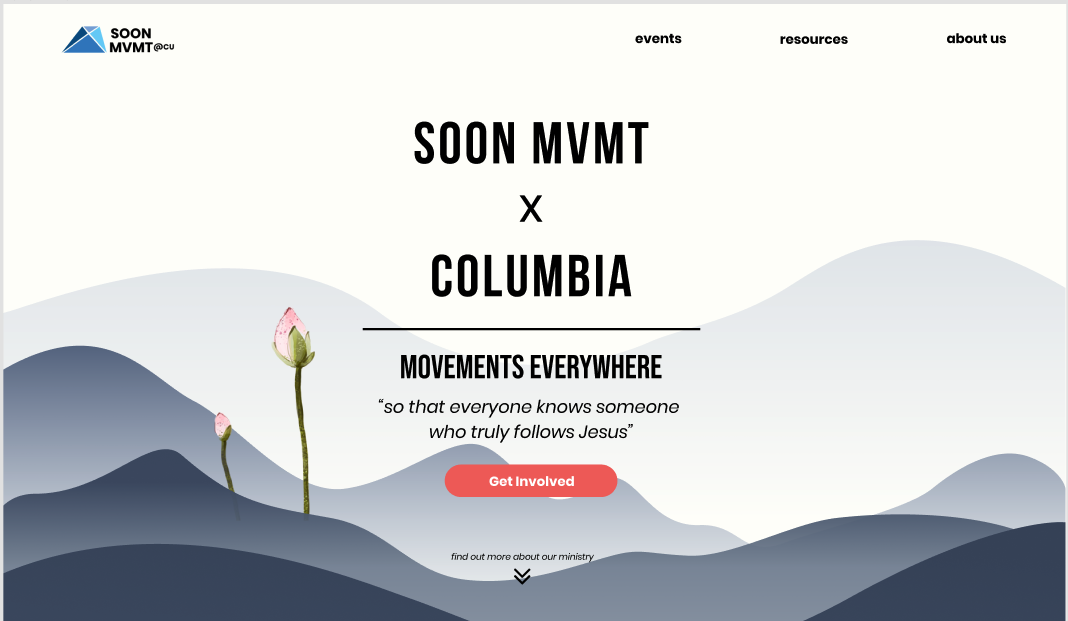 SOON
MVMT@CU
events
resources
about us
SOON MVMT
X
COLUMBIA
MOVEMENTS EVERYWHERE
“so that everyone knows someone
who truly follows Jesus”
Get Involved
find out more about our ministry